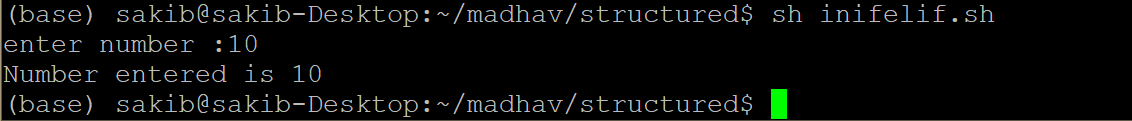 (base) sakib@sakib-Desktop:~/madhav/structured$ sh inifelif.sh
enter number :10
Number entered is 10
(base) sakib@sakib-Desktop:~/madhav/structured$